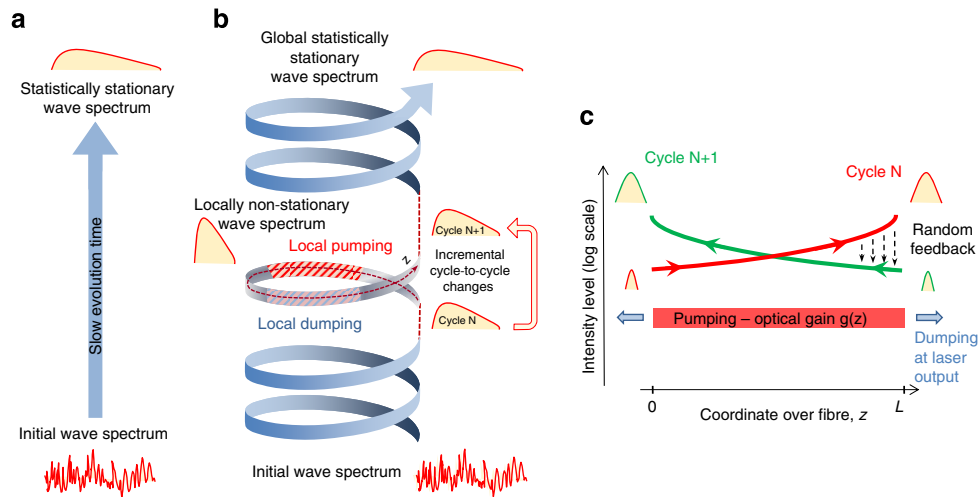 a
Statistically stationary
wave spectrum
Slow evolution time
Initial wave spectrum
b
Global statistically
stationary
wave spectrum
Locally non-stationary
wave spectrum
Local pumping
z
Local dumping
Cycle N+1
Incremental
cycle-to-cycle
changes
Cycle N
Initial wave spectrum
c
Cycle N+1
Cycle N
Intensity level (log scale)
Random
feedback
Pumping – optical gain g(z)
Dumping
at laser
output
0
Coordinate over fibre, z
L